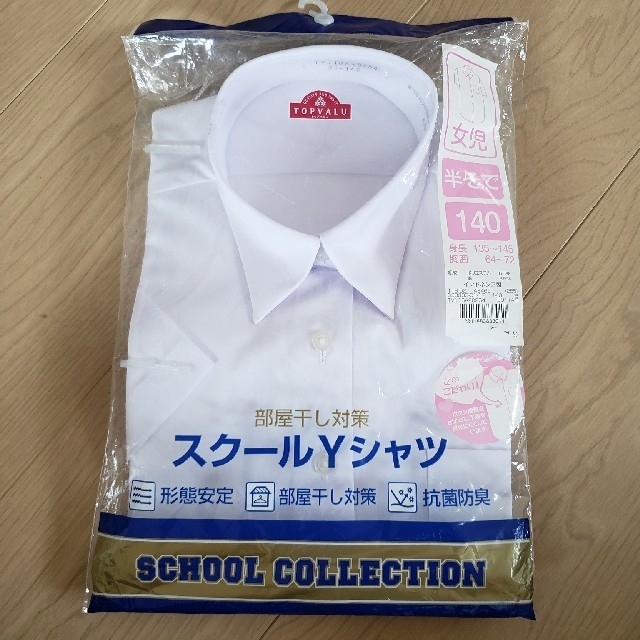 TOPVALU
女児
半そで
140
身長 135~145
胸囲 64~72
部屋干し対策
スクールYシャツ
形態安定 部屋干し対策 抗菌防臭
SCHOOL COLLECTION